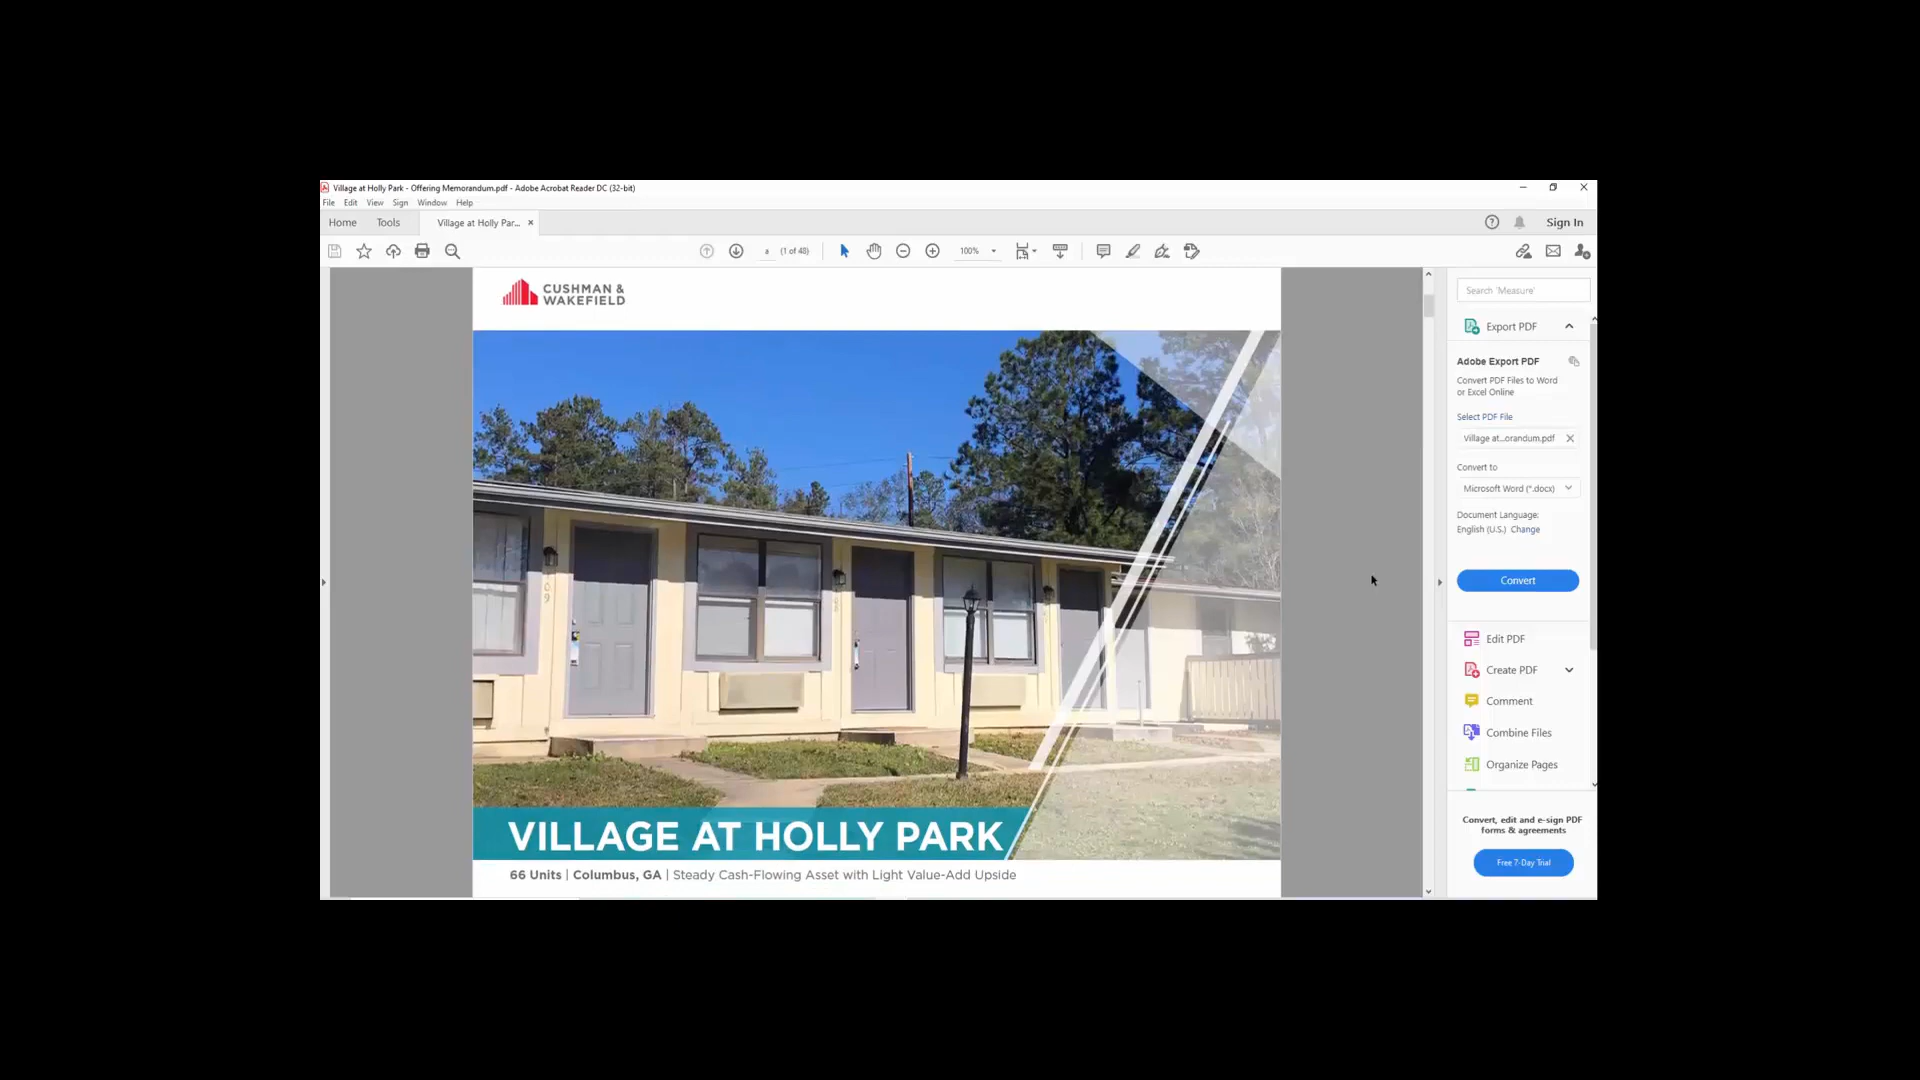 Village at Holly Park - Offering Memorandum.pdf - Adobe Acrobat Reader DC (32-bit)
File Edit View Sign Window Help
Home Tools Village at Holly Par... × Sign In
a (1 of 48) 100%
CUSHMAN &
WAKEFIELD
VILLAGE AT HOLLY PARK
66 Units | Columbus, GA | Steady Cash-Flowing Asset with Light Value-Add Upside
Search 'Measure'
Export PDF
Adobe Export PDF
Convert PDF Files to Word
or Excel Online
Select PDF File
Village at...orandum.pdf
Convert to
Microsoft Word (*.docx)
Document Language:
English (U.S.) Change
Convert
Edit PDF
Create PDF
Comment
Combine Files
Organize Pages
Convert, edit and e-sign PDF
forms & agreements
Free 7-Day Trial